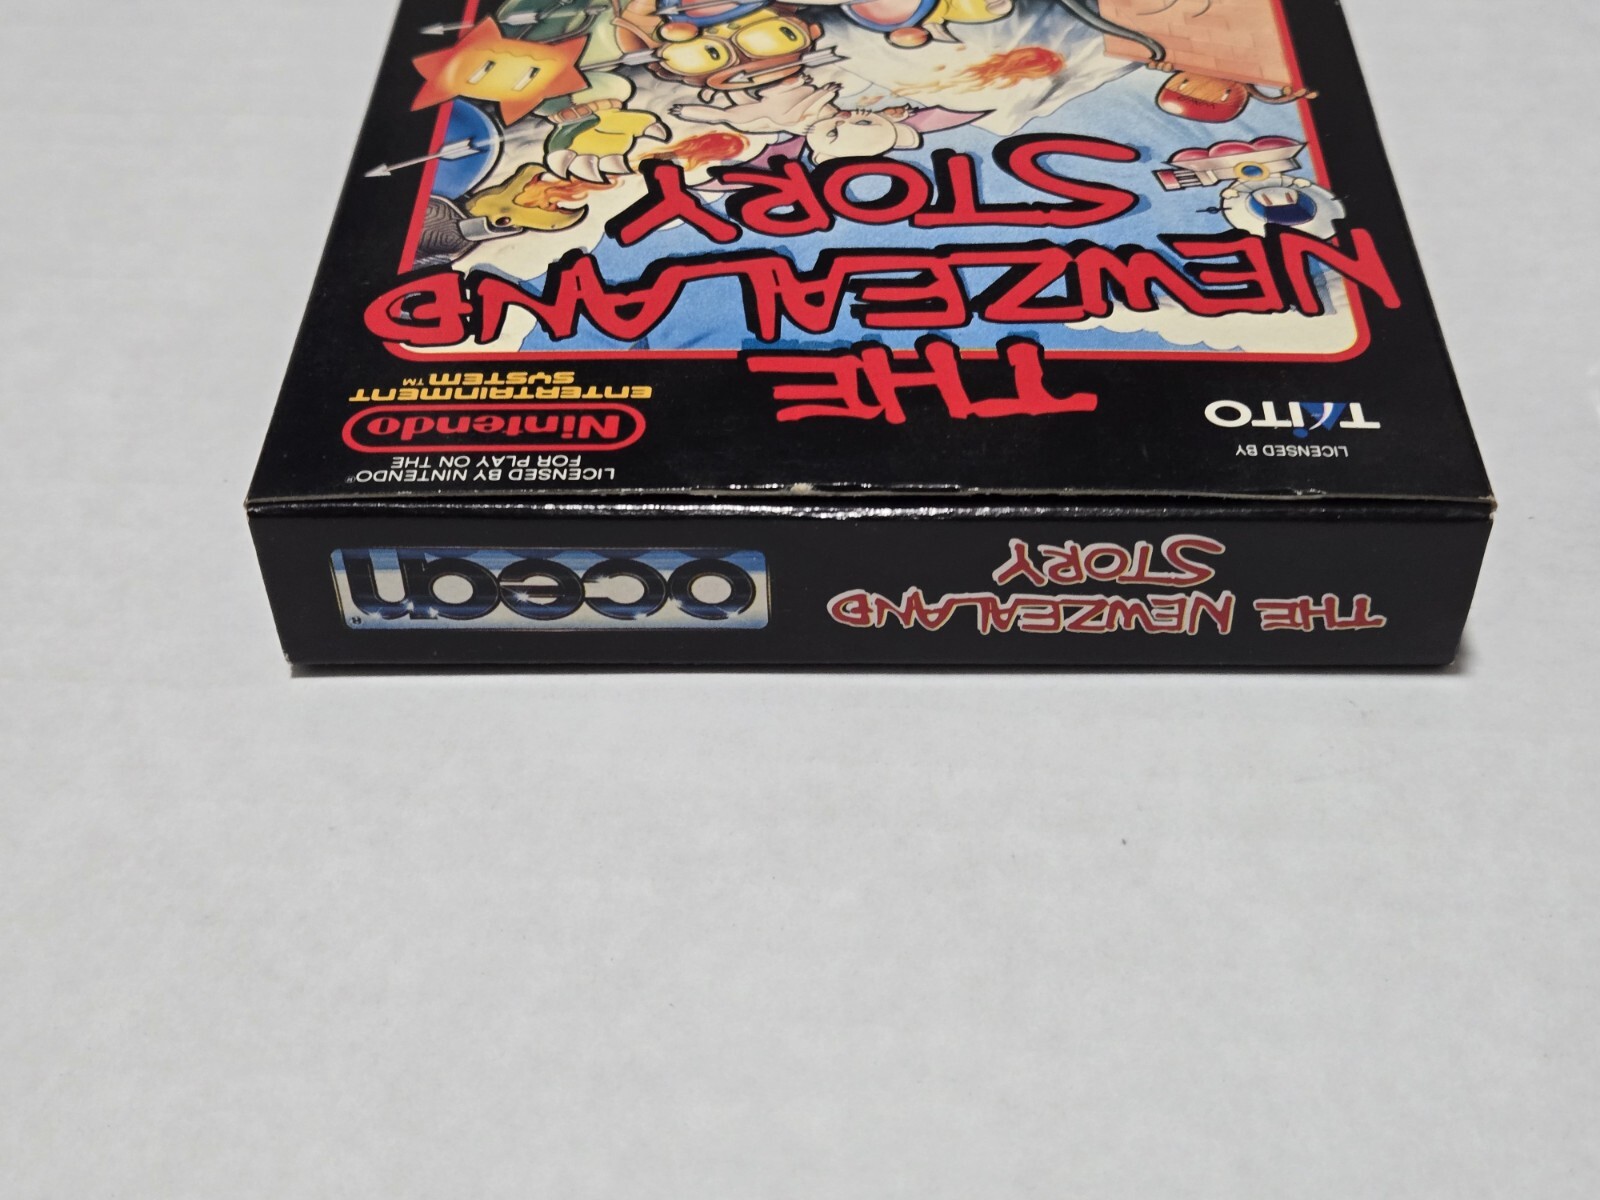 LICENSED BY
TAITO
LICENSED BY NINTENDO®
FOR PLAY ON THE
Nintendo
ENTERTAINMENT
SYSTEM™
THE
NEWZEALAND
STORY
THE NEWZEALAND
STORY
ocean®